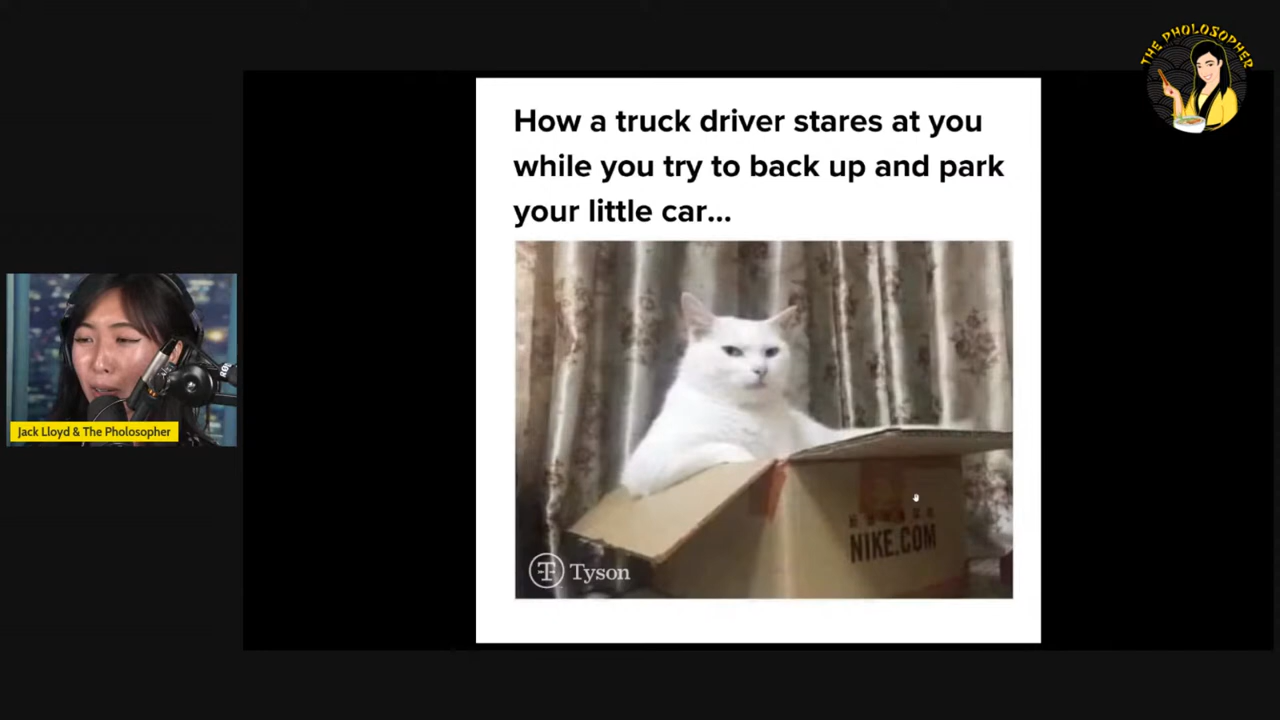 THE PHOLOSOPHER
How a truck driver stares at you
while you try to back up and park
your little car...
NIKE.COM
Tyson
Jack Lloyd & The Pholosopher